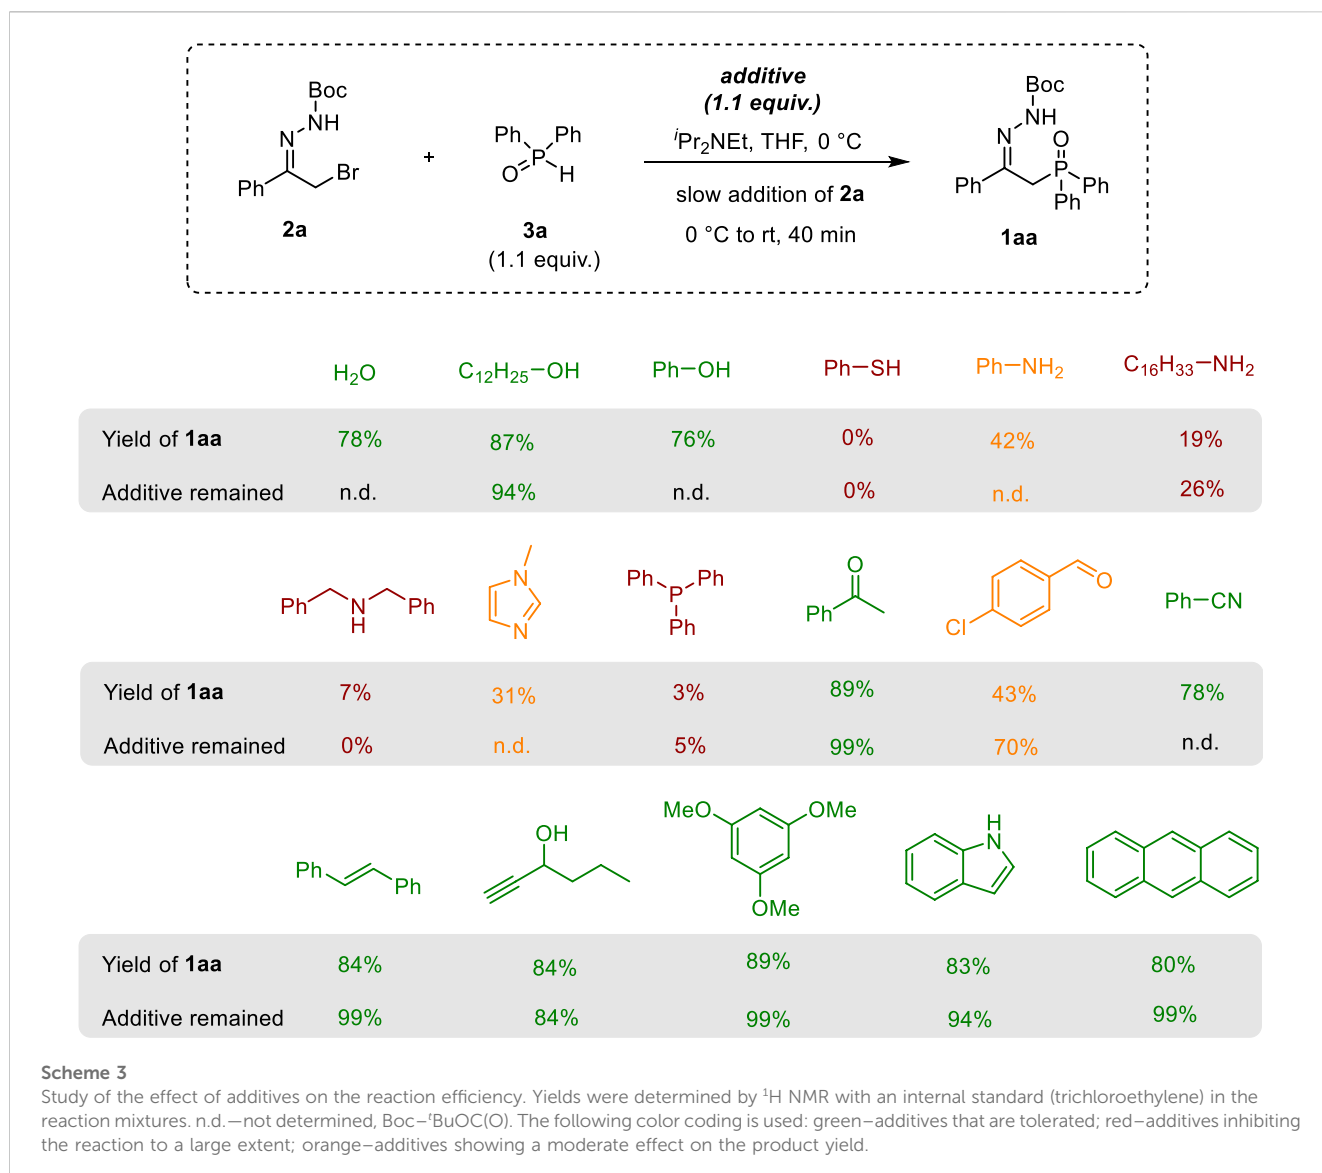 additive
(1.1 equiv.)
Boc
NH
N
Ph
Br
2a
+
Ph Ph
P
O H
3a
(1.1 equiv.)
ⁱPr₂NEt, THF, 0 °C
slow addition of 2a
0 °C to rt, 40 min
Boc
NH
N
O
P
Ph
Ph
Ph
1aa
H₂O C₁₂H₂₅–OH Ph–OH Ph–SH Ph–NH₂ C₁₆H₃₃–NH₂
Yield of 1aa 78% 87% 76% 0% 42% 19%
Additive remained n.d. 94% n.d. 0% n.d. 26%
Ph N H Ph
N N
Ph P Ph Ph
O Ph
Cl O
Ph–CN
Yield of 1aa 7% 31% 3% 89% 43% 78%
Additive remained 0% n.d. 5% 99% 70% n.d.
Ph Ph
OH
MeO OMe
OMe
H
N
Yield of 1aa 84% 84% 89% 83% 80%
Additive remained 99% 84% 99% 94% 99%
Scheme 3
Study of the effect of additives on the reaction efficiency. Yields were determined by ¹H NMR with an internal standard (trichloroethylene) in the
reaction mixtures. n.d.—not determined, Boc–ᵗBuOC(O). The following color coding is used: green–additives that are tolerated; red–additives inhibiting
the reaction to a large extent; orange–additives showing a moderate effect on the product yield.